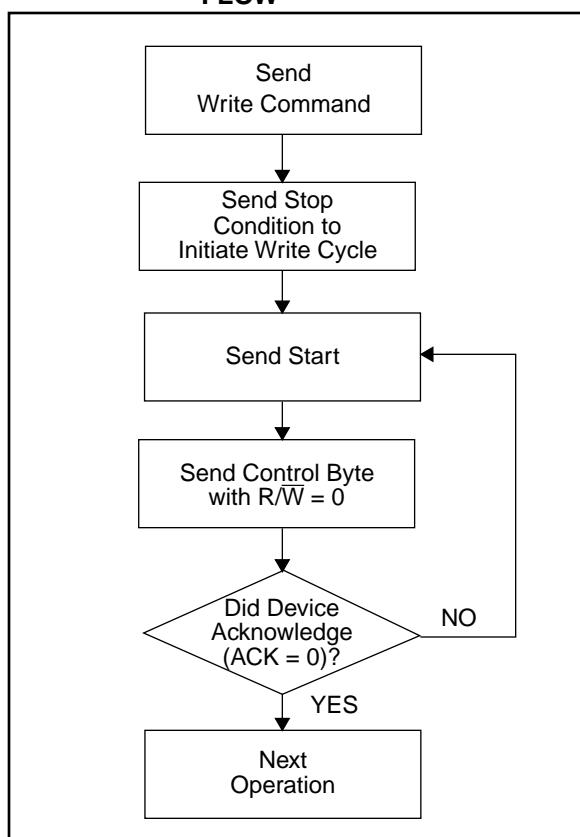 FLOW
Send
Write Command
Send Stop
Condition to
Initiate Write Cycle
Send Start
Send Control Byte
with R/W̅ = 0
Did Device
Acknowledge
(ACK = 0)?
NO
YES
Next
Operation